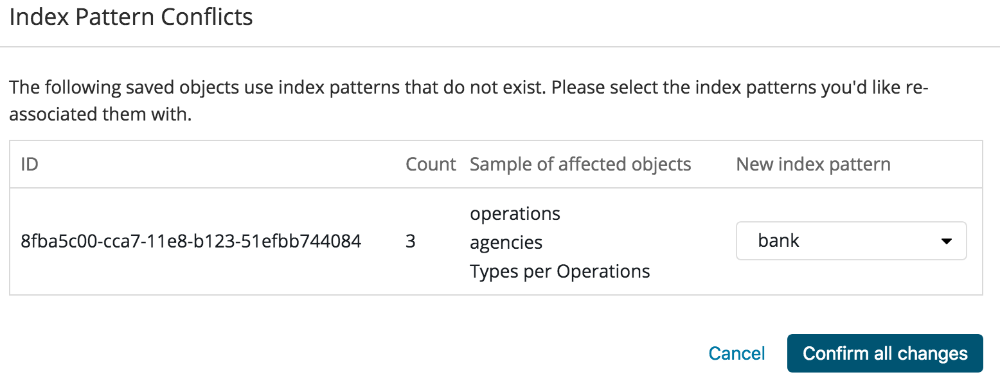 Index Pattern Conflicts
The following saved objects use index patterns that do not exist. Please select the index patterns you'd like re-
associated them with.
ID Count Sample of affected objects New index pattern
8fba5c00-cca7-11e8-b123-51efbb744084 3 operations
agencies
Types per Operations
bank
Cancel Confirm all changes